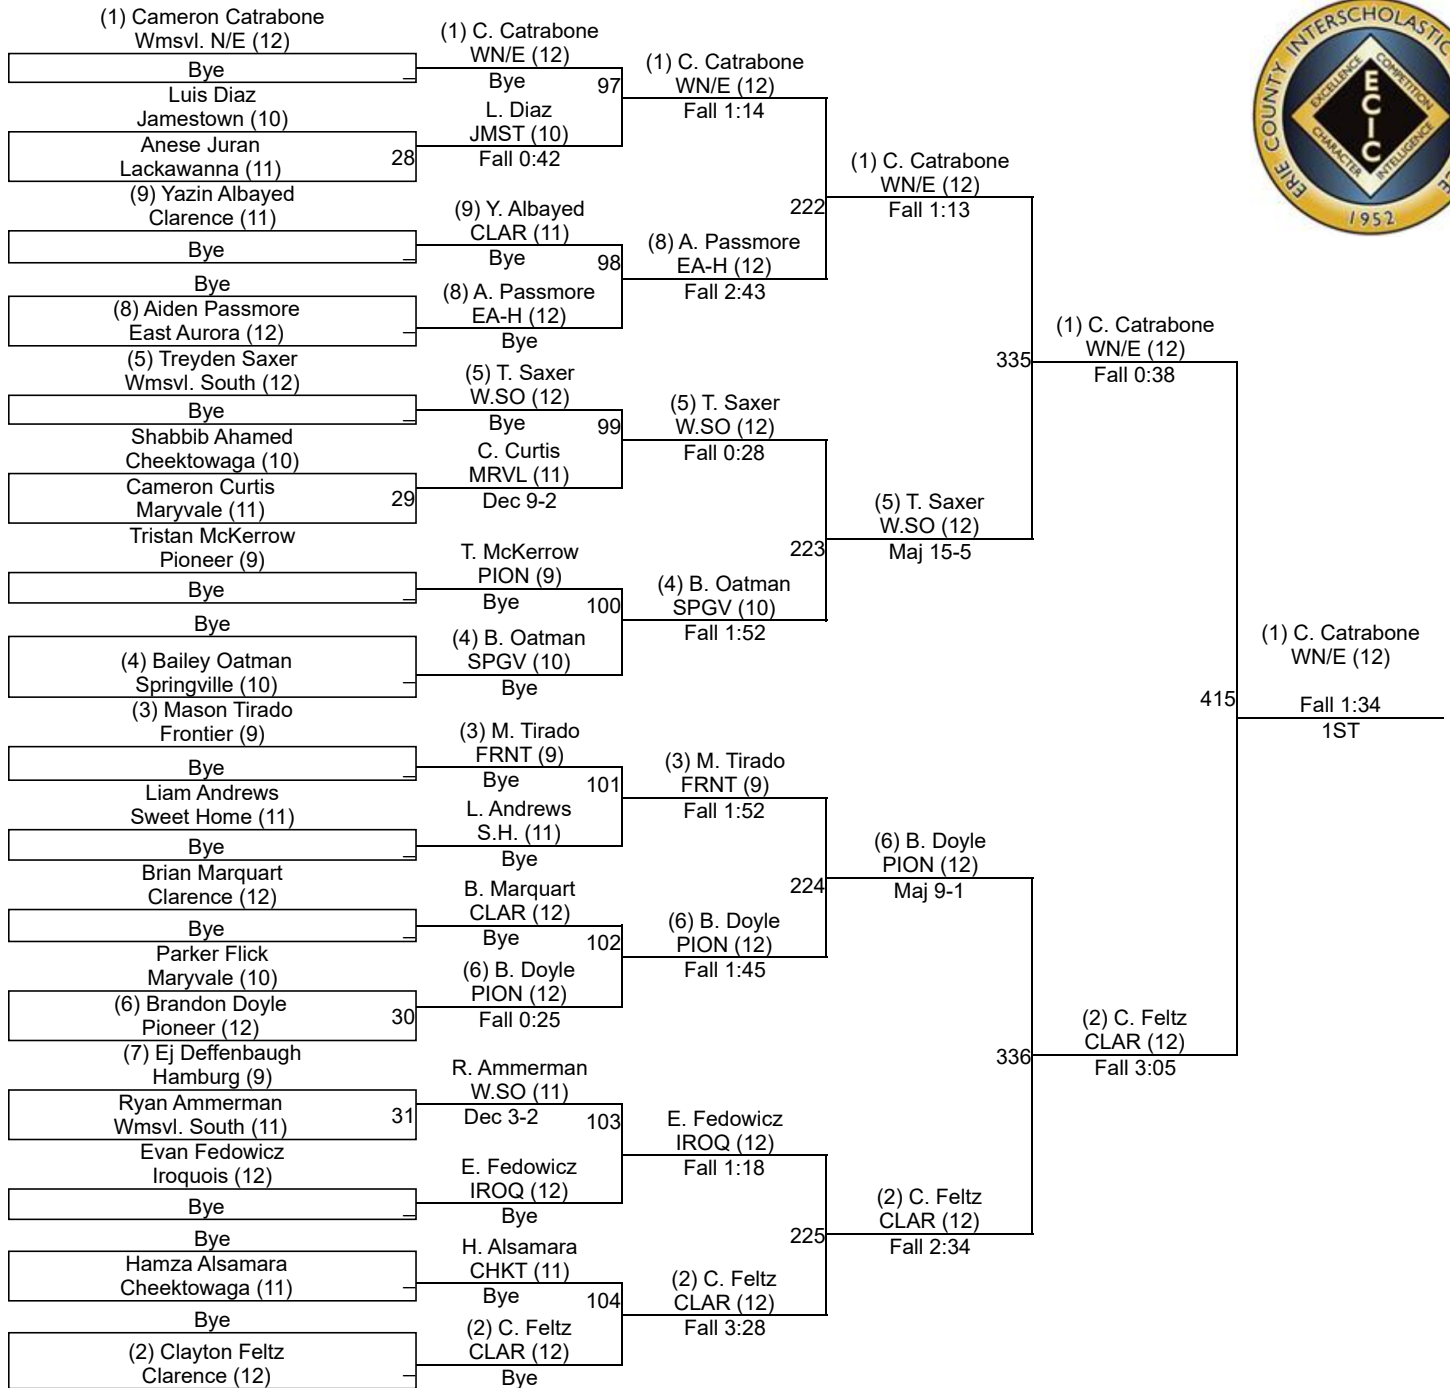 (1) Cameron Catrabone
Wmsvl. N/E (12)
Bye
Luis Diaz
Jamestown (10)
Anese Juran
Lackawanna (11)
28
(9) Yazin Albayed
Clarence (11)
Bye
Bye
(8) Aiden Passmore
East Aurora (12)
(5) Treyden Saxer
Wmsvl. South (12)
Bye
Shabbib Ahamed
Cheektowaga (10)
Cameron Curtis
Maryvale (11)
29
Tristan McKerrow
Pioneer (9)
Bye
Bye
(4) Bailey Oatman
Springville (10)
(3) Mason Tirado
Frontier (9)
Bye
Liam Andrews
Sweet Home (11)
Bye
Brian Marquart
Clarence (12)
Bye
Parker Flick
Maryvale (10)
(6) Brandon Doyle
Pioneer (12)
30
(7) Ej Deffenbaugh
Hamburg (9)
Ryan Ammerman
Wmsvl. South (11)
31
Evan Fedowicz
Iroquois (12)
Bye
Bye
Hamza Alsamara
Cheektowaga (11)
Bye
(2) Clayton Feltz
Clarence (12)
(1) C. Catrabone
WN/E (12)
Bye
97
L. Diaz
JMST (10)
Fall 0:42
(9) Y. Albayed
CLAR (11)
Bye
98
(8) A. Passmore
EA-H (12)
Bye
(5) T. Saxer
W.SO (12)
Bye
99
C. Curtis
MRVL (11)
Dec 9-2
T. McKerrow
PION (9)
Bye
100
(4) B. Oatman
SPGV (10)
Bye
(3) M. Tirado
FRNT (9)
Bye
101
L. Andrews
S.H. (11)
Bye
B. Marquart
CLAR (12)
Bye
102
(6) B. Doyle
PION (12)
Fall 0:25
R. Ammerman
W.SO (11)
Dec 3-2
103
E. Fedowicz
IROQ (12)
Bye
H. Alsamara
CHKT (11)
Bye
104
(2) C. Feltz
CLAR (12)
Bye
(1) C. Catrabone
WN/E (12)
Fall 1:14
222
(8) A. Passmore
EA-H (12)
Fall 2:43
(5) T. Saxer
W.SO (12)
Fall 0:28
223
(4) B. Oatman
SPGV (10)
Fall 1:52
(3) M. Tirado
FRNT (9)
Fall 1:52
224
(6) B. Doyle
PION (12)
Fall 1:45
E. Fedowicz
IROQ (12)
Fall 1:18
225
(2) C. Feltz
CLAR (12)
Fall 3:28
(1) C. Catrabone
WN/E (12)
Fall 1:13
335
(5) T. Saxer
W.SO (12)
Maj 15-5
(6) B. Doyle
PION (12)
Maj 9-1
336
(2) C. Feltz
CLAR (12)
Fall 2:34
(1) C. Catrabone
WN/E (12)
Fall 0:38
415
(2) C. Feltz
CLAR (12)
Fall 3:05
(1) C. Catrabone
WN/E (12)
Fall 1:34
1ST
ERIE COUNTY INTERSCHOLASTIC
EXCELLENCE
COMPETITION
ECIC
CHARACTER
INTELLIGENCE
1952